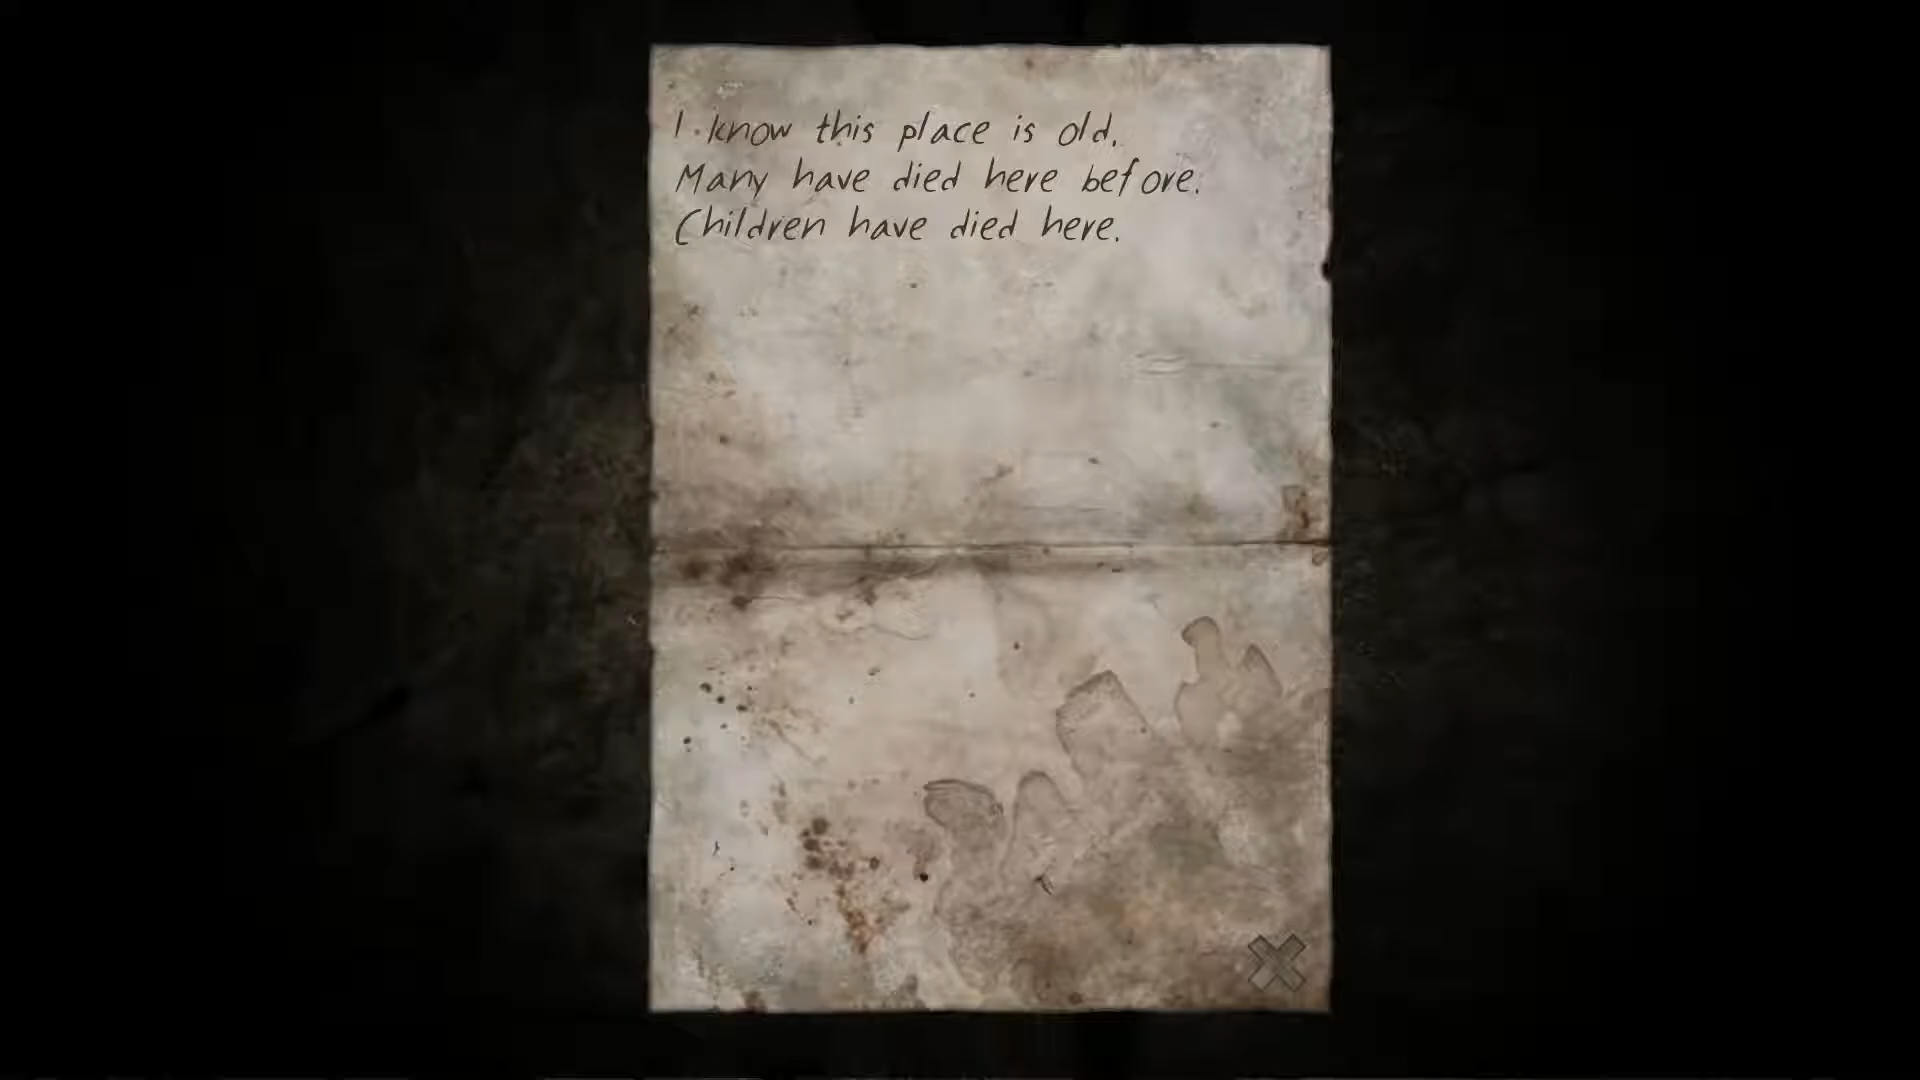 I know this place is old.
Many have died here before.
Children have died here.